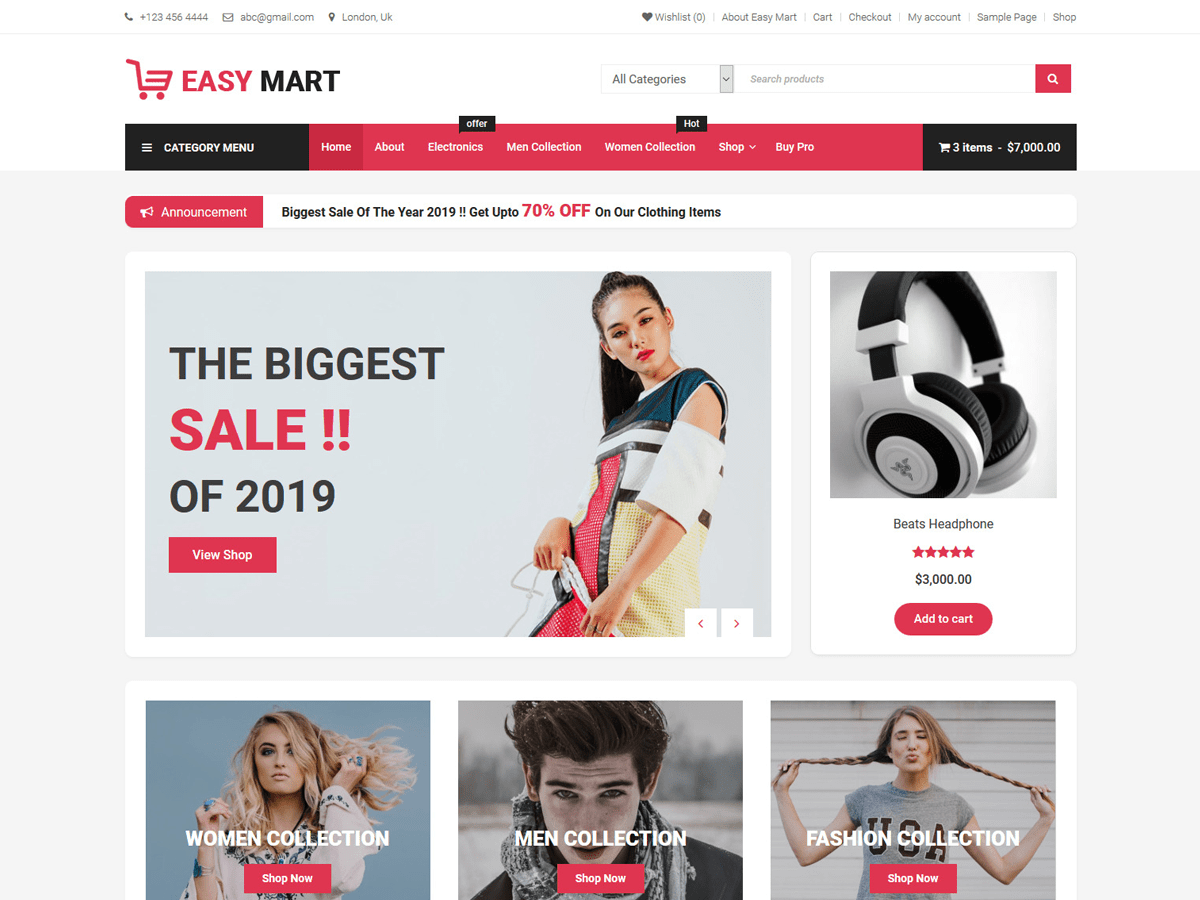 +123 456 4444 abc@gmail.com London, Uk Wishlist (0) About Easy Mart Cart Checkout My account Sample Page Shop
EASY MART
All Categories Search products
offer Hot
CATEGORY MENU Home About Electronics Men Collection Women Collection Shop Buy Pro 3 items - $7,000.00
Announcement Biggest Sale Of The Year 2019 !! Get Upto 70% OFF On Our Clothing Items
THE BIGGEST
SALE !!
OF 2019
View Shop
Beats Headphone
$3,000.00
Add to cart
WOMEN COLLECTION MEN COLLECTION FASHION COLLECTION
USA
Shop Now Shop Now Shop Now